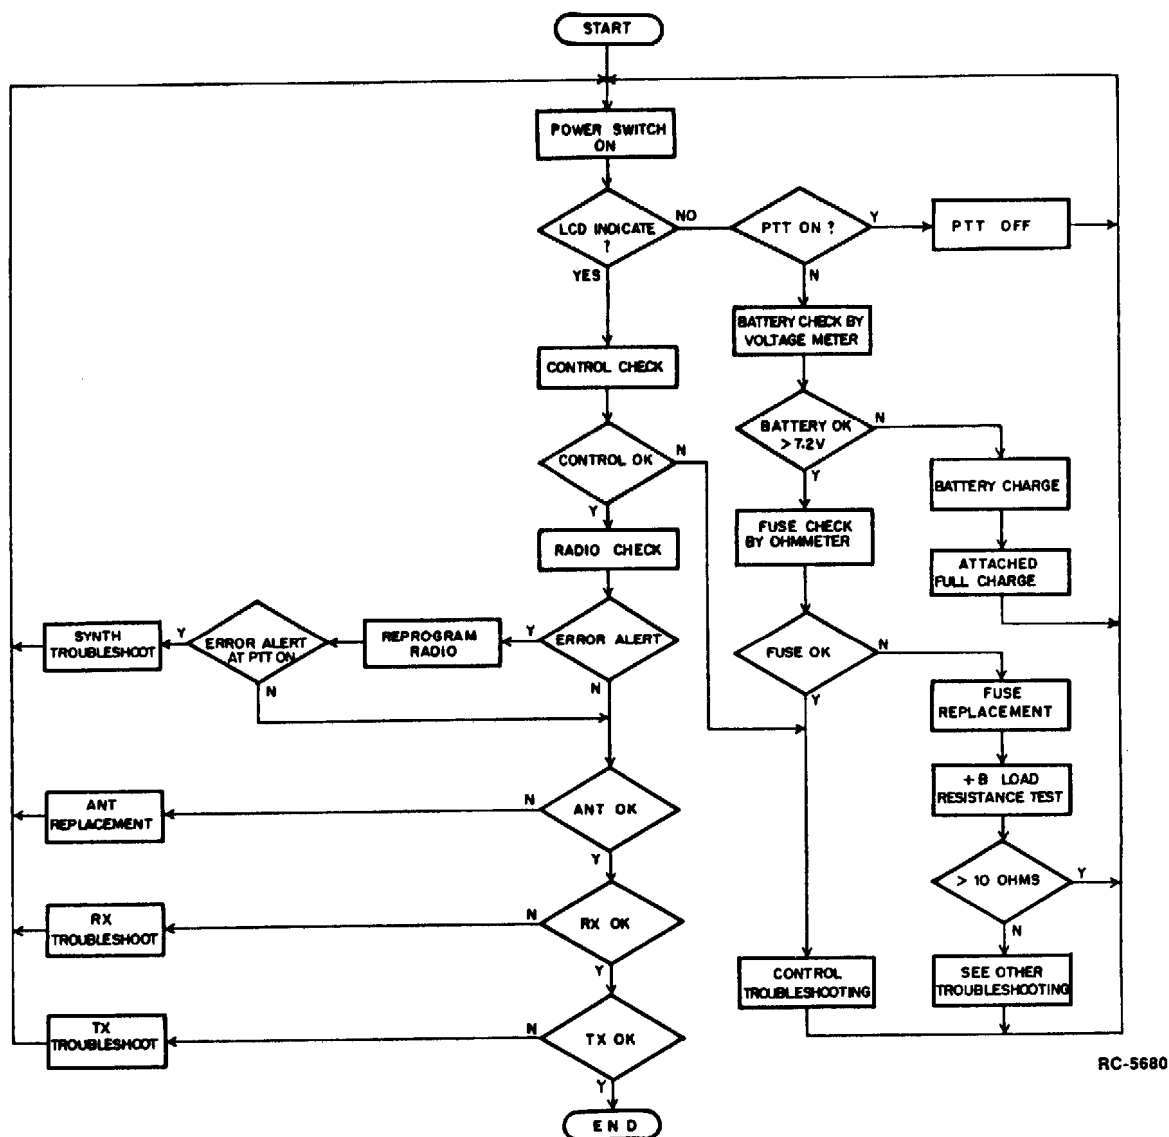 START
POWER SWITCH
ON
LCD INDICATE
?
NO
YES
PTT ON ?
Y
N
PTT OFF
BATTERY CHECK BY
VOLTAGE METER
CONTROL CHECK
BATTERY OK
>7.2V
N
Y
CONTROL OK
N
Y
BATTERY CHARGE
FUSE CHECK
BY OHMMETER
RADIO CHECK
ATTACHED
FULL CHARGE
ERROR ALERT
Y
N
REPROGRAM
RADIO
ERROR ALERT
AT PTT ON
Y
N
SYNTH
TROUBLESHOOT
FUSE OK
N
Y
FUSE
REPLACEMENT
+B LOAD
RESISTANCE TEST
ANT OK
N
Y
ANT
REPLACEMENT
> 10 OHMS
Y
N
RX OK
N
Y
RX
TROUBLESHOOT
CONTROL
TROUBLESHOOTING
SEE OTHER
TROUBLESHOOTING
TX OK
N
Y
TX
TROUBLESHOOT
END
RC-5680